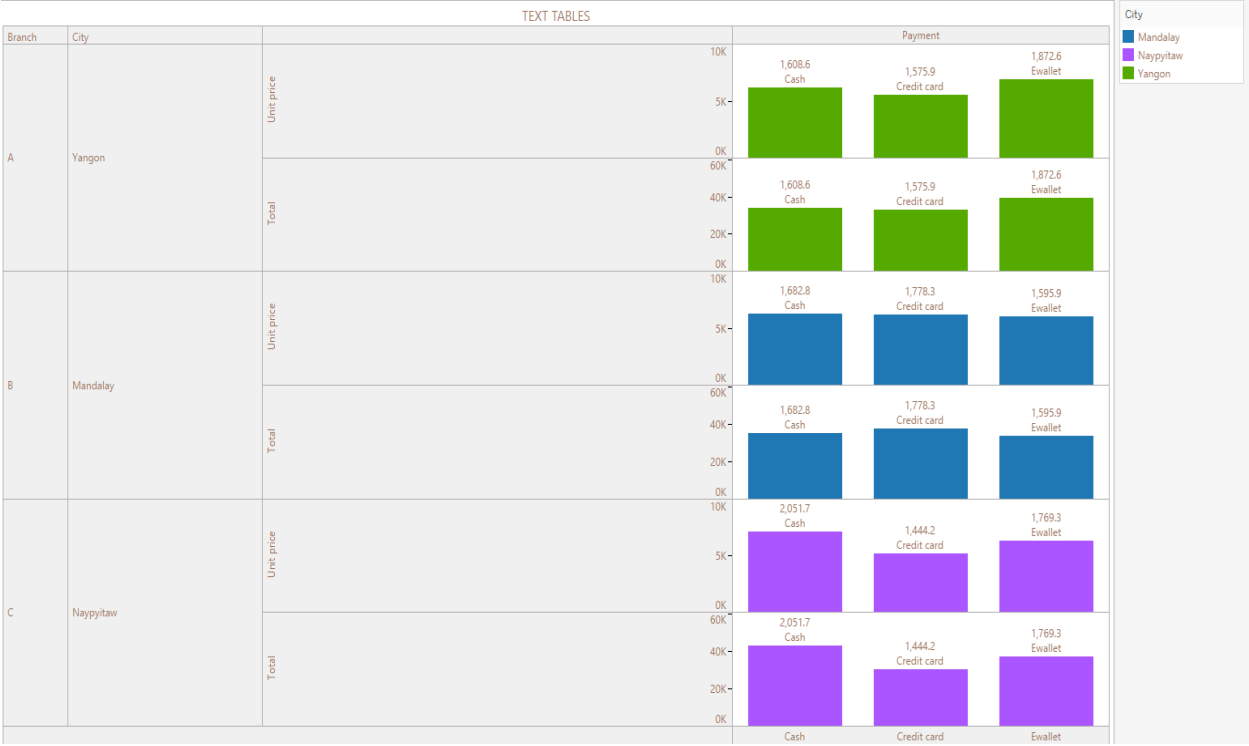 TEXT TABLES
Branch City Payment
A Yangon
Unit price
10K
5K
0K
1,608.6
Cash
1,575.9
Credit card
1,872.6
Ewallet
Total
60K
40K
20K
0K
1,608.6
Cash
1,575.9
Credit card
1,872.6
Ewallet
B Mandalay
Unit price
10K
5K
0K
1,682.8
Cash
1,778.3
Credit card
1,595.9
Ewallet
Total
60K
40K
20K
0K
1,682.8
Cash
1,778.3
Credit card
1,595.9
Ewallet
C Naypyitaw
Unit price
10K
5K
0K
2,051.7
Cash
1,444.2
Credit card
1,769.3
Ewallet
Total
60K
40K
20K
0K
2,051.7
Cash
1,444.2
Credit card
1,769.3
Ewallet
Cash Credit card Ewallet
City
Mandalay
Naypyitaw
Yangon